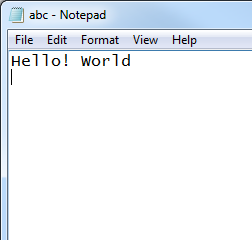 abc - Notepad
File Edit Format View Help
Hello! World